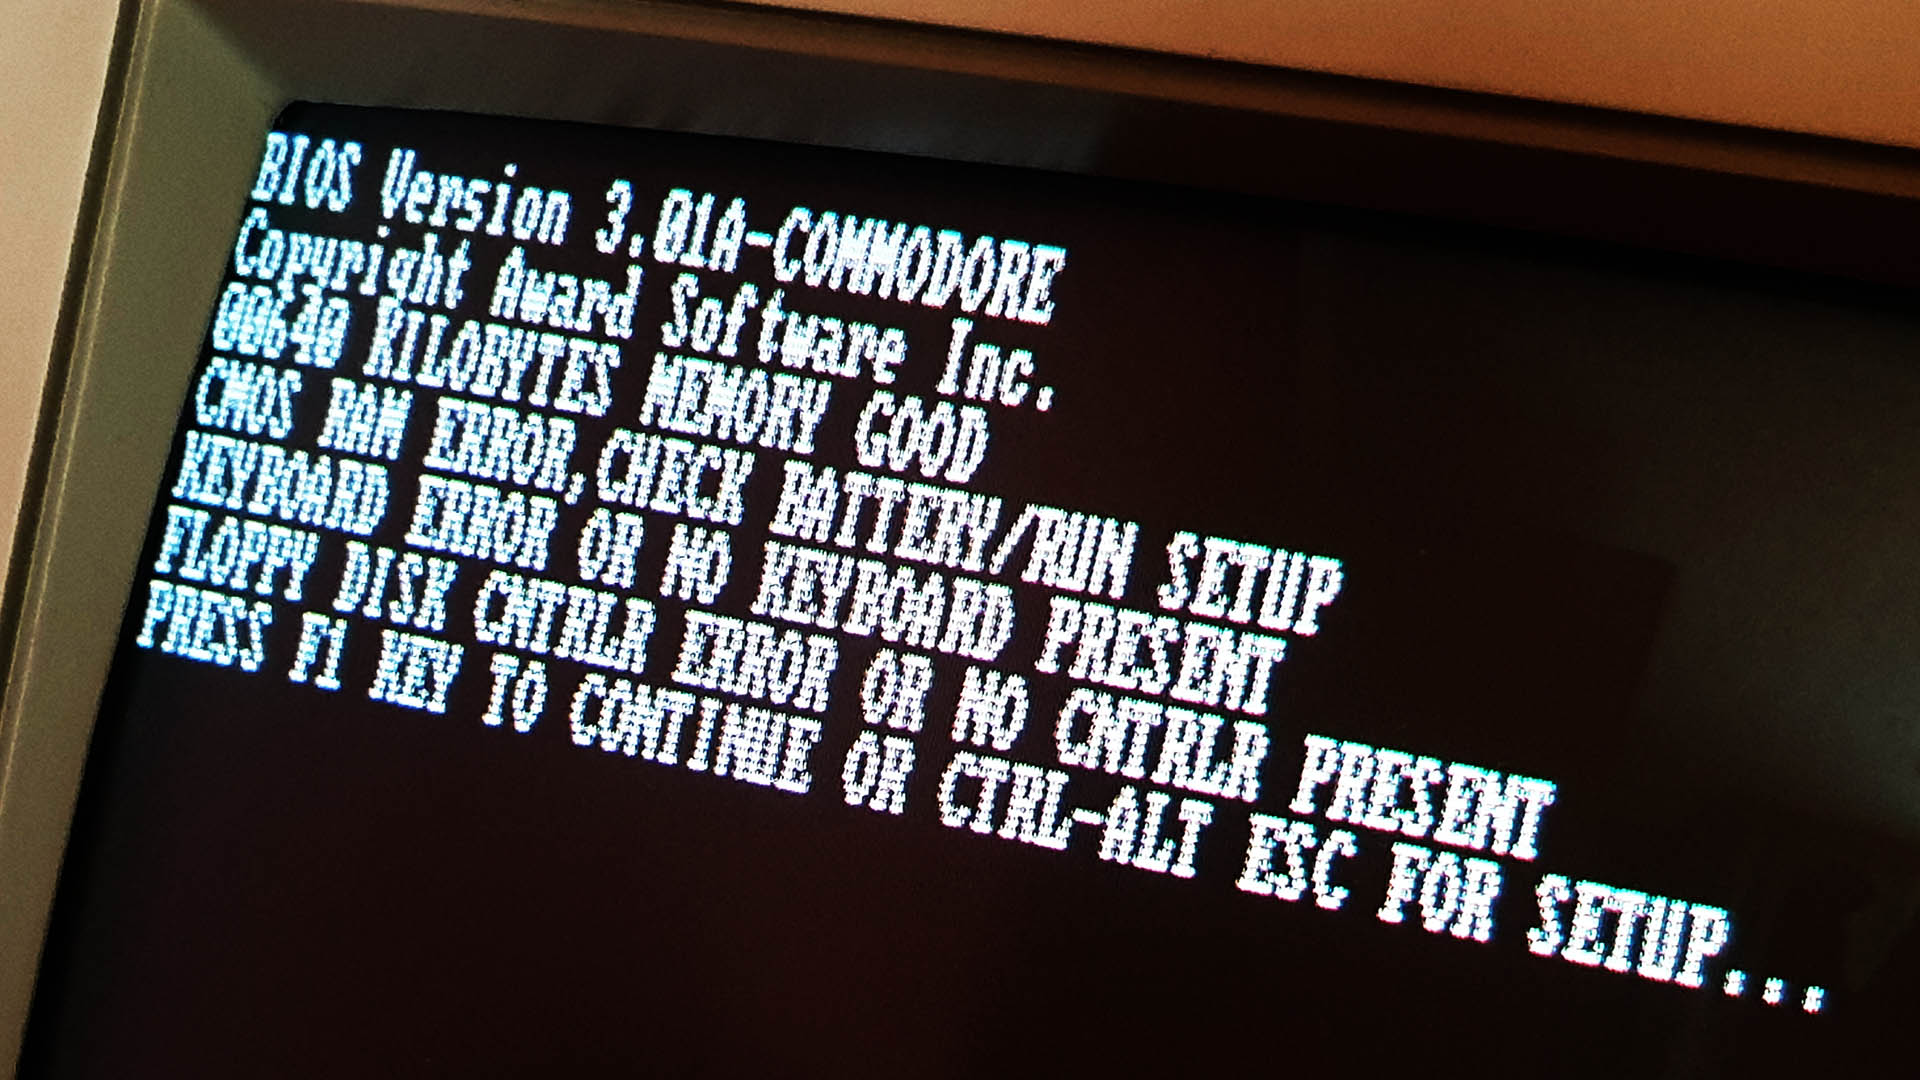 BIOS Version 3.01A-COMMODORE
Copyright Award Software Inc.
00640 KILOBYTES MEMORY GOOD
CMOS RAM ERROR,CHECK BATTERY/RUN SETUP
KEYBOARD ERROR OR NO KEYBOARD PRESENT
FLOPPY DISK CNTRLR ERROR OR NO CNTRLR PRESENT
PRESS F1 KEY TO CONTINUE OR CTRL-ALT ESC FOR SETUP...